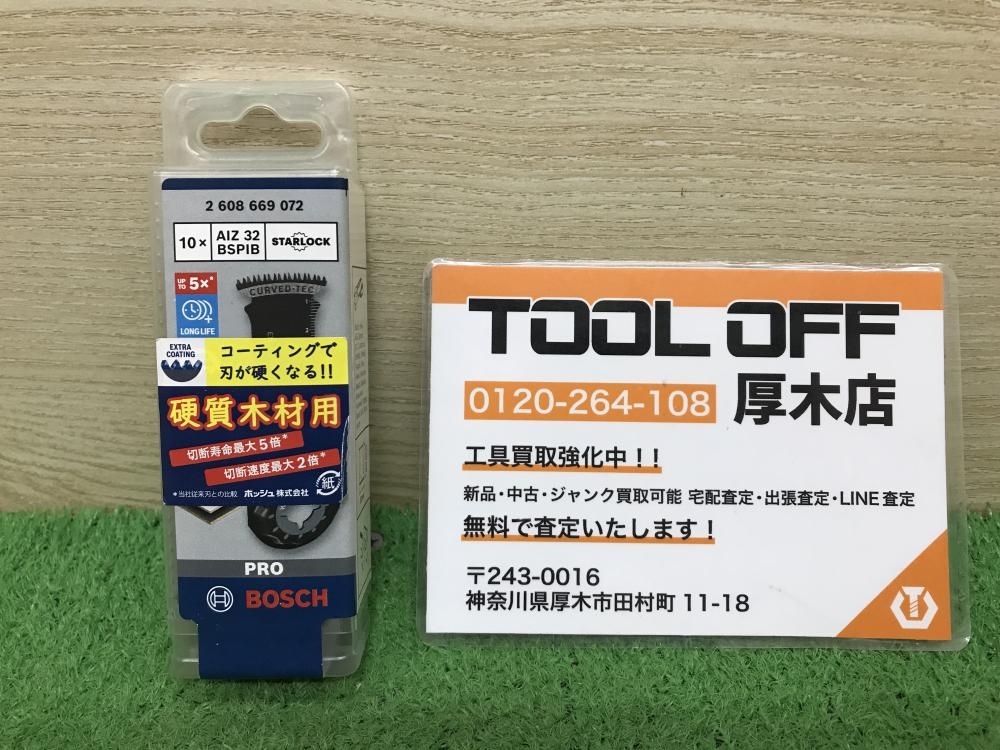 2 608 669 072
10× AIZ 32 BSPIB STARLOCK
UP TO 5×*
CURVED-TEC
LONG LIFE
EXTRA COATING
コーティングで
刃が硬くなる!!
硬質木材用
切断寿命最大5倍*
切断速度最大2倍*
*当社従来刃との比較 ボッシュ株式会社
紙
PRO
BOSCH
TOOL OFF
0120-264-108 厚木店
工具買取強化中!!
新品・中古・ジャンク買取可能 宅配査定・出張査定・LINE査定
無料で査定いたします!
〒243-0016
神奈川県厚木市田村町 11-18